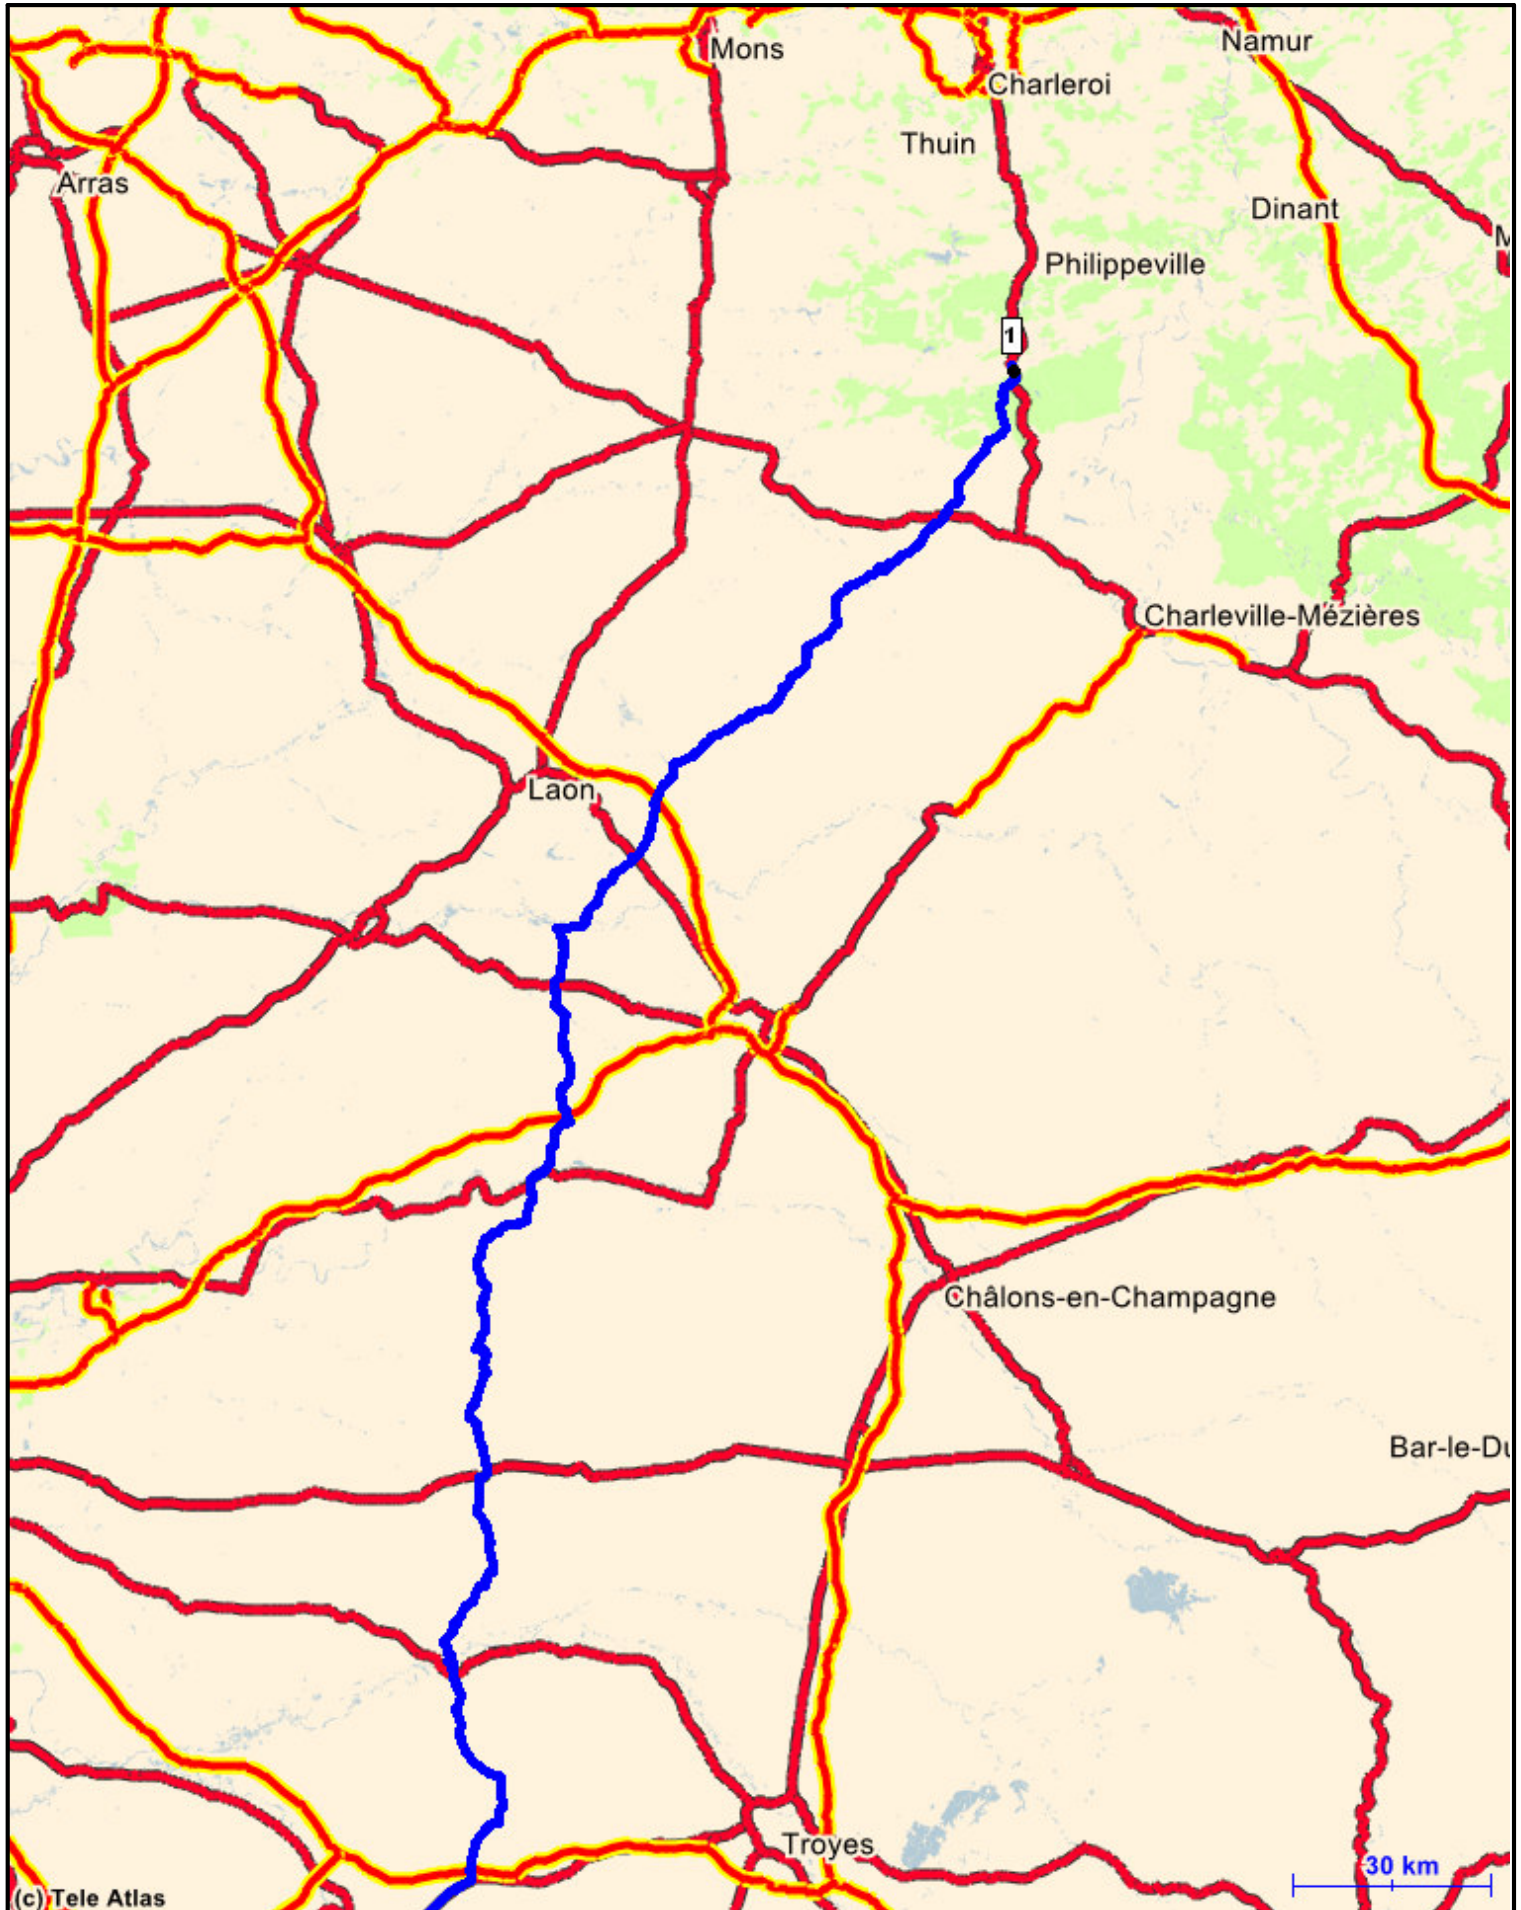 Mons
Namur
Charleroi
Thuin
Arras
Dinant
M
Philippeville
1
Charleville-Mézières
Laon
Châlons-en-Champagne
Bar-le-Du
Troyes
30 km
(c) Tele Atlas